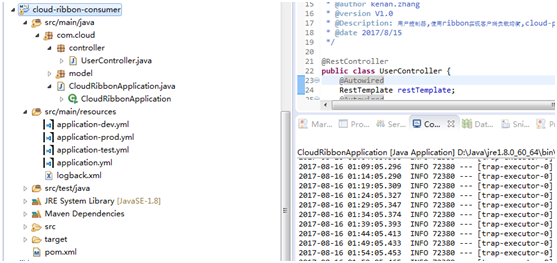 cloud-ribbon-consumer
src/main/java
com.cloud
controller
UserController.java
model
CloudRibbonApplication.java
CloudRibbonApplication
src/main/resources
application-dev.yml
application-prod.yml
application-test.yml
application.yml
logback.xml
src/test/java
JRE System Library [JavaSE-1.8]
Maven Dependencies
src
target
pom.xml
15 * @author kenan.zhang
16 * @version V1.0
17 * @Description: 用户控制器,使用ribbon实现客户端负载均衡,cloud-p
18 * @date 2017/8/15
19 */
20
21 @RestController
22 public class UserController {
23 @Autowired
24 RestTemplate restTemplate;
25 @Autowired
Mar... Pro... Ser... Co... Dat... Sni... P
CloudRibbonApplication [Java Application] D:\Java\jre1.8.0_60_64\bin\
2017-08-16 01:09:05.296 INFO 72380 --- [trap-executor-0]
2017-08-16 01:14:05.290 INFO 72380 --- [trap-executor-0]
2017-08-16 01:19:05.309 INFO 72380 --- [trap-executor-0]
2017-08-16 01:24:05.327 INFO 72380 --- [trap-executor-0]
2017-08-16 01:29:05.347 INFO 72380 --- [trap-executor-0]
2017-08-16 01:34:05.374 INFO 72380 --- [trap-executor-0]
2017-08-16 01:39:05.393 INFO 72380 --- [trap-executor-0]
2017-08-16 01:44:05.413 INFO 72380 --- [trap-executor-0]
2017-08-16 01:49:05.433 INFO 72380 --- [trap-executor-0]
2017-08-16 01:54:05.453 INFO 72380 --- [trap-executor-0]